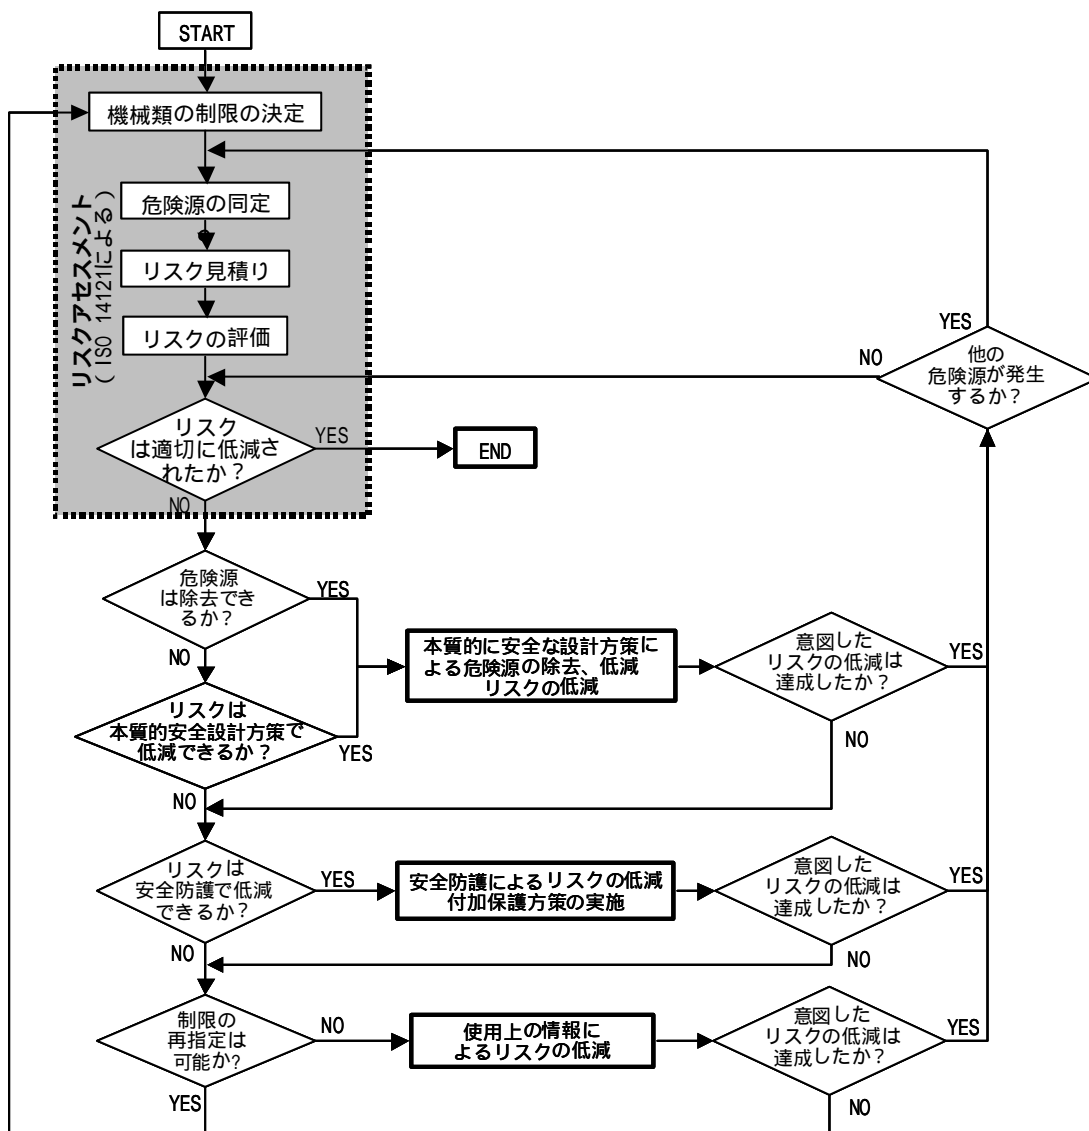 START
機械類の制限の決定
リスクアセスメント
(ISO 14121による)
危険源の同定
リスク見積り
リスクの評価
リスク
は適切に低減さ
れたか？
YES
END
NO
YES
NO
他の
危険源が発生
するか？
危険源
は除去でき
るか？
YES
NO
リスクは
本質的安全設計方策で
低減できるか？
YES
NO
本質的に安全な設計方策に
よる危険源の除去、低減
リスクの低減
意図した
リスクの低減は
達成したか？
YES
NO
リスクは
安全防護で低減
できるか？
YES
NO
安全防護によるリスクの低減
付加保護方策の実施
意図した
リスクの低減は
達成したか？
YES
NO
制限の
再指定は
可能か?
NO
YES
使用上の情報に
よるリスクの低減
意図した
リスクの低減は
達成したか？
YES
NO